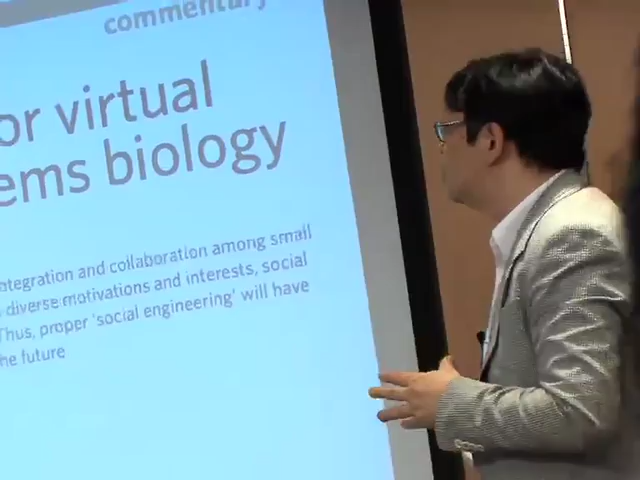 commentary
or virtual
ems biology
ntegration and collaboration among small
diverse motivations and interests, social
Thus, proper 'social engineering' will have
he future